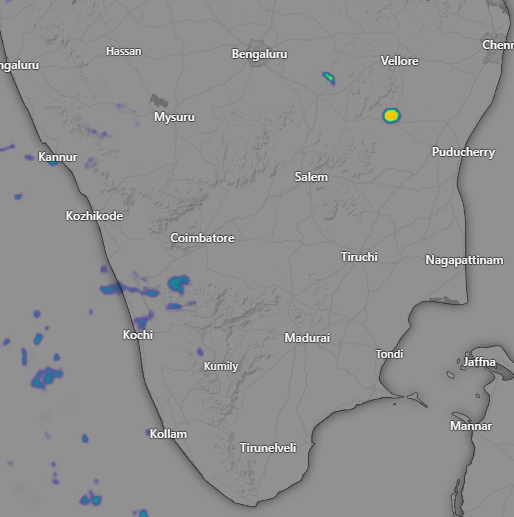 Hassan
Bengaluru
Chenn
ngaluru
Vellore
Mysuru
Kannur
Puducherry
Salem
Kozhikode
Coimbatore
Tiruchi
Nagapattinam
Kochi
Madurai
Tondi
Kumily
Jaffna
Mannar
Kollam
Tirunelveli